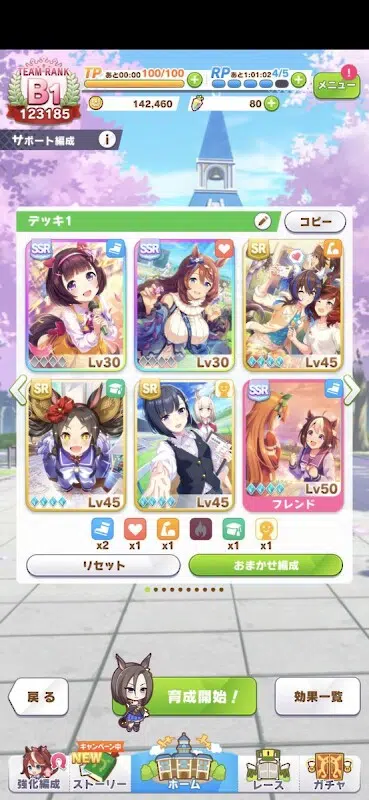 TEAM RANK
B1
123185
TP あと00:00 100/100
RP あと1:01:02 4/5
メニュー
142,460
80
サポート編成 i
デッキ1
コピー
SSR
Lv30
SSR
Lv30
SR
Lv45
SR
Lv45
SR
Lv45
SSR
Lv50
フレンド
x2
x1
x1
x1
x1
リセット
おまかせ編成
戻る
育成開始!
効果一覧
強化編成
キャンペーン中
NEW
ストーリー
ホーム
レース
ガチャ